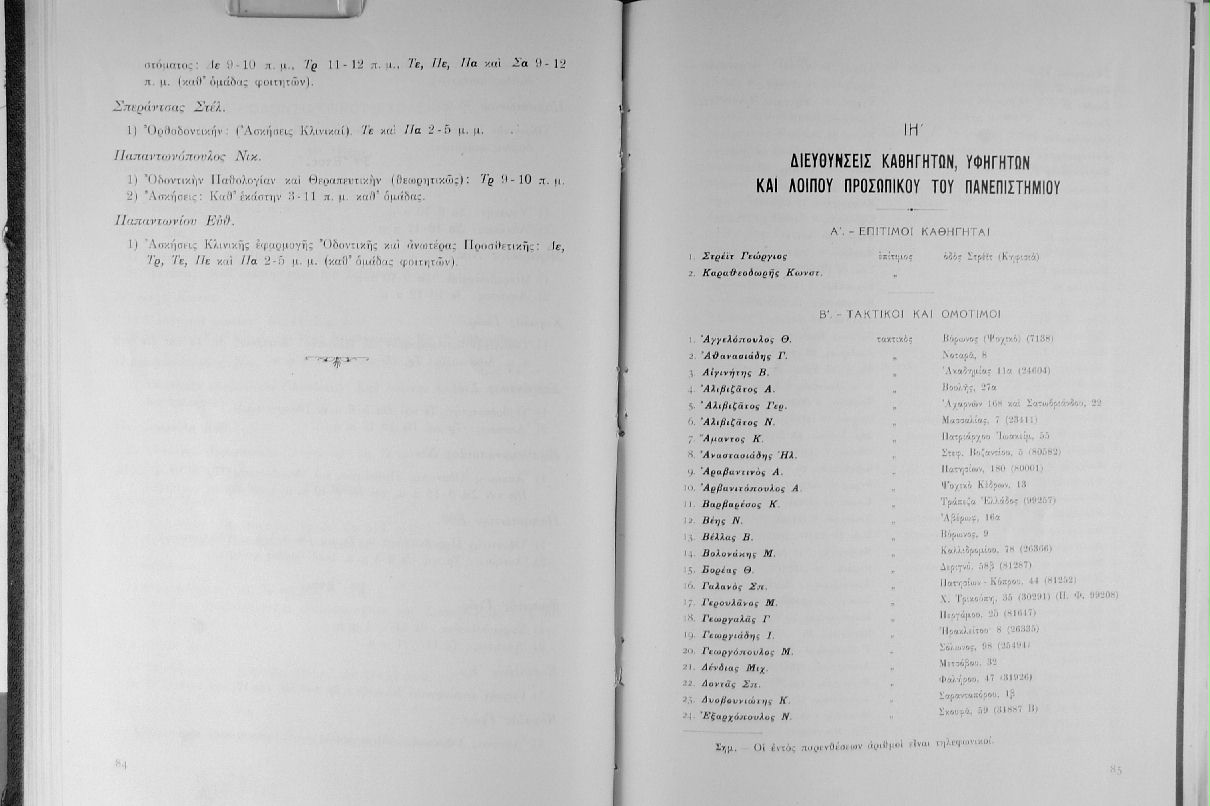 στόματος: Δε 9-10 π. μ., Τρ 11-12 π. μ., Τε, Πε, Πα καὶ Σα 9-12
π. μ. (καθ' ὁμάδας φοιτητῶν).
Σπεράντσας Στέλ.
1) Ὀρθοδοντικήν: (Ἀσκήσεις Κλινικαί). Τε καὶ Πα 2-5 μ. μ.
Παπαντωνόπουλος Νικ.
1) Ὀδοντικὴν Παθολογίαν καὶ Θεραπευτικὴν (θεωρητικῶς): Τρ 9-10 π. μ.
2) Ἀσκήσεις: Καθ' ἑκάστην 3-11 π. μ. καθ' ὁμάδας.
Παπαντωνίου Εὐθ.
1) Ἀσκήσεις Κλινικῆς ἐφαρμογῆς Ὀδοντικῆς καὶ ἀνωτέρας Προσθετικῆς: Δε,
Τρ, Τε, Πε καὶ Πα 2-5 μ. μ. (καθ' ὁμάδας φοιτητῶν).
84
ΙΗ′
ΔΙΕΥΘΥΝΣΕΙΣ ΚΑΘΗΓΗΤΩΝ, ΥΦΗΓΗΤΩΝ
ΚΑΙ ΛΟΙΠΟΥ ΠΡΟΣΩΠΙΚΟΥ ΤΟΥ ΠΑΝΕΠΙΣΤΗΜΙΟΥ
Α′. - ΕΠΙΤΙΜΟΙ ΚΑΘΗΓΗΤΑΙ
1. Στρέϊτ Γεώργιος ἐπίτιμος ὁδὸς Στρέϊτ (Κηφισιὰ)
2. Καραθεοδωρῆς Κωνστ. „
Β′. - ΤΑΚΤΙΚΟΙ ΚΑΙ ΟΜΟΤΙΜΟΙ
1. Ἀγγελόπουλος Θ. τακτικὸς Βύρωνος (Ψυχικὸ) (7138)
2. Ἀθανασιάδης Γ. „ Νοταρᾶ, 8
3. Αἰγινήτης Β. „ Ἀκαδημίας 11α (24604)
4. Ἀλιβιζᾶτος Α. „ Βουλῆς, 27α
5. Ἀλιβιζᾶτος Γερ. „ Ἀχαρνῶν 168 καὶ Σατωβριάνδου, 22
6. Ἀλιβιζᾶτος Ν. „ Μασσαλίας, 7 (23411)
7. Ἄμαντος Κ. „ Πατριάρχου Ἰωακείμ, 55
8. Ἀναστασιάδης Ἠλ. „ Στεφ. Βυζαντίου, 5 (80582)
9. Ἀραβαντινὸς Α. „ Πατησίων, 180 (80001)
10. Ἀρβανιτόπουλος Α. „ Ψυχικὸ Κέδρων, 13
11. Βαρβαρέσος Κ. „ Τράπεζα Ἑλλάδος (99257)
12. Βέης Ν. „ Ἀβέρωφ, 16α
13. Βέλλας Β. „ Βύρωνος, 9
14. Βολονάκης Μ. „ Καλλιδρομίου, 78 (26366)
15. Βορέας Θ. „ Δεριγνύ, 58β (81287)
16. Γαλανὸς Σπ. „ Πατησίων - Κύπρου, 44 (81252)
17. Γερουλᾶνος Μ. „ Χ. Τρικούπη, 35 (30291) (Π. Φ. 99208)
18. Γεωργαλᾶς Γ „ Περγάμου, 25 (81647)
19. Γεωργιάδης Ι. „ Ἡρακλείτου 8 (26335)
20. Γεωργόπουλος Μ. „ Σόλωνος, 98 (25494)
21. Δένδιας Μιχ. „ Μετσόβου, 32
22. Δοντᾶς Σπ. „ Φαλήρου, 47 (31926)
23. Δυοβουνιώτης Κ. „ Σαρανταπόρου, 1β
24. Ἐξαρχόπουλος Ν. „ Σκουφᾶ, 59 (31887 Β)
Σημ. — Οἱ ἐντὸς παρενθέσεων ἀριθμοὶ εἶναι τηλεφωνικοί.
85